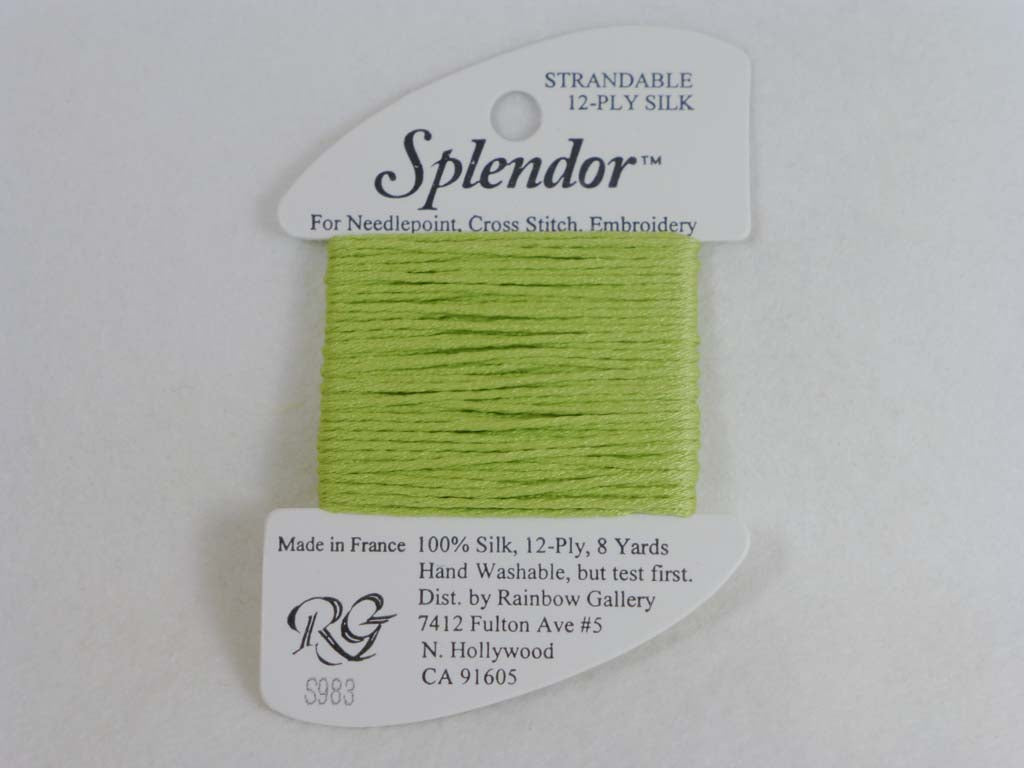 STRANDABLE
12-PLY SILK
Splendor™
For Needlepoint, Cross Stitch, Embroidery
Made in France
100% Silk, 12-Ply, 8 Yards
Hand Washable, but test first.
Dist. by Rainbow Gallery
7412 Fulton Ave #5
N. Hollywood
CA 91605
RG
S983